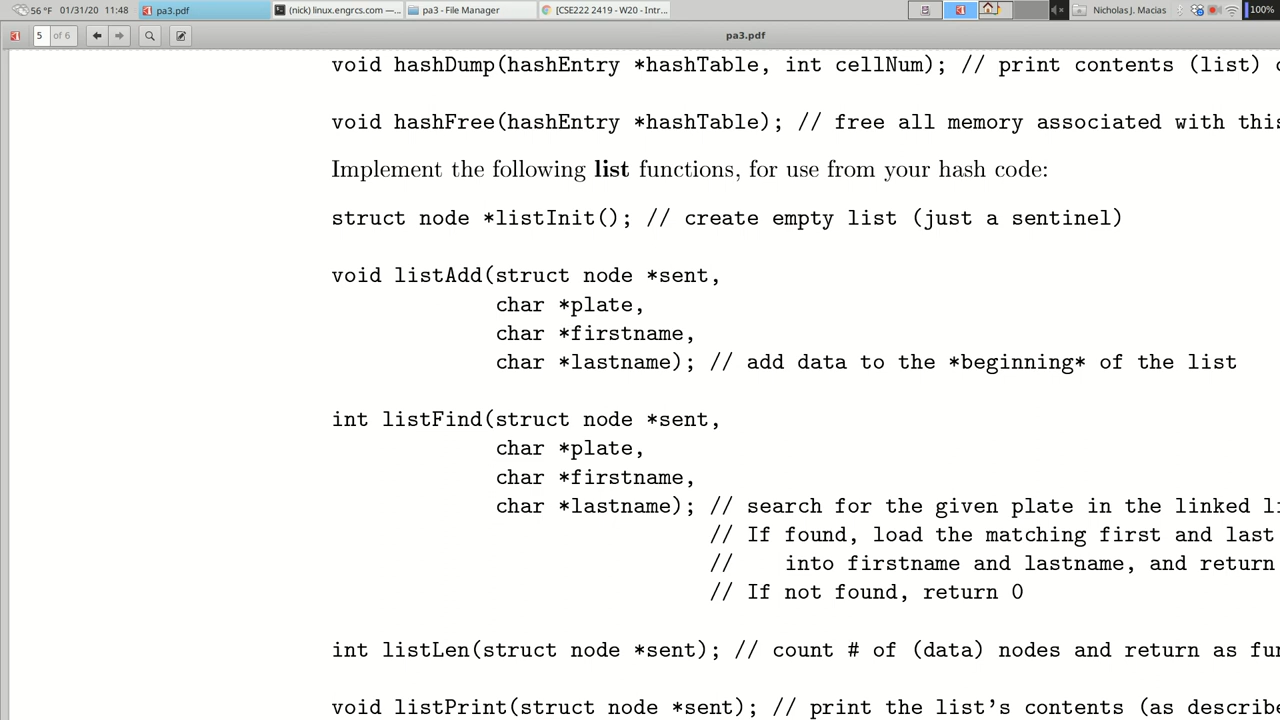 56 °F 01/31/20 11:48 pa3.pdf (nick) linux.engrcs.com —... pa3 - File Manager [CSE222 2419 - W20 - Intr... Nicholas J. Macias 100%
5 of 6 pa3.pdf
void hashDump(hashEntry *hashTable, int cellNum); // print contents (list)
void hashFree(hashEntry *hashTable); // free all memory associated with this
Implement the following list functions, for use from your hash code:
struct node *listInit(); // create empty list (just a sentinel)
void listAdd(struct node *sent,
char *plate,
char *firstname,
char *lastname); // add data to the *beginning* of the list
int listFind(struct node *sent,
char *plate,
char *firstname,
char *lastname); // search for the given plate in the linked li
// If found, load the matching first and last
// into firstname and lastname, and return
// If not found, return 0
int listLen(struct node *sent); // count # of (data) nodes and return as fun
void listPrint(struct node *sent); // print the list's contents (as describe